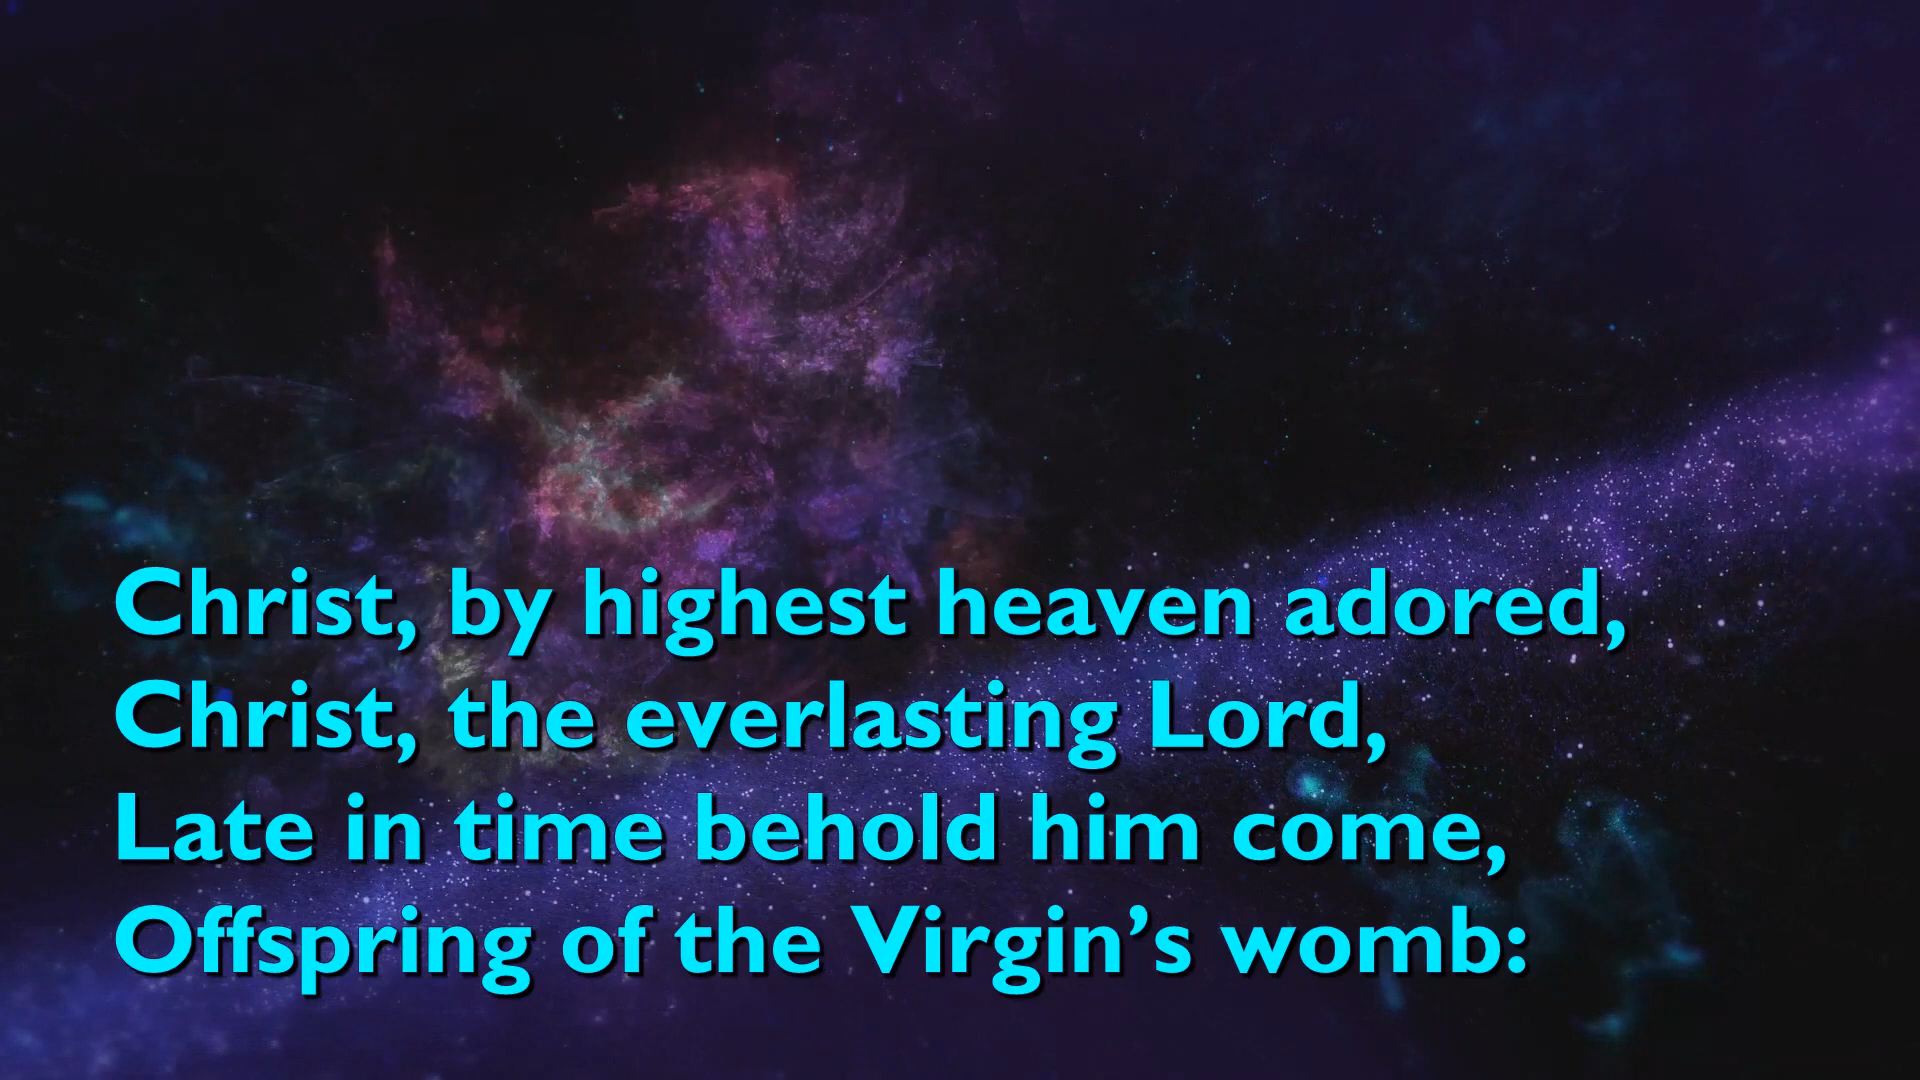 Christ, by highest heaven adored,
Christ, the everlasting Lord,
Late in time behold him come,
Offspring of the Virgin’s womb: